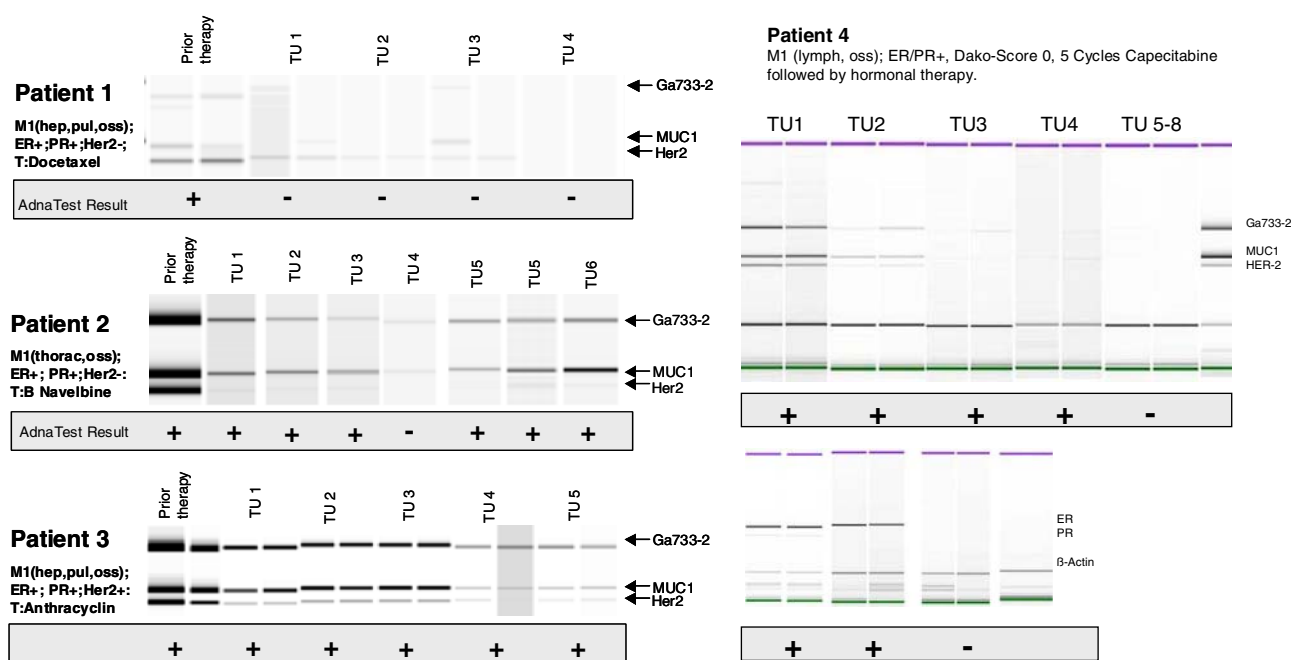 Prior therapy
TU 1
TU 2
TU 3
TU 4
Ga733-2
Patient 1
M1(hep,pul,oss);
ER+;PR+;Her2-;
T:Docetaxel
MUC1
Her2
AdnaTest Result + - - - -
Prior therapy
TU 1
TU 2
TU 3
TU 4
TU5
TU5
TU6
Patient 2
M1(thorac,oss);
ER+; PR+;Her2-:
T:B Navelbine
Ga733-2
MUC1
Her2
AdnaTest Result + + + + - + + +
Prior therapy
TU 1
TU 2
TU 3
TU 4
TU 5
Patient 3
M1(hep,pul,oss);
ER+; PR+;Her2+:
T:Anthracyclin
Ga733-2
MUC1
Her2
+ + + + + +
Patient 4
M1 (lymph, oss); ER/PR+, Dako-Score 0, 5 Cycles Capecitabine
followed by hormonal therapy.
TU1 TU2 TU3 TU4 TU 5-8
Ga733-2
MUC1
HER-2
+ + + + -
ER
PR
ß-Actin
+ + -